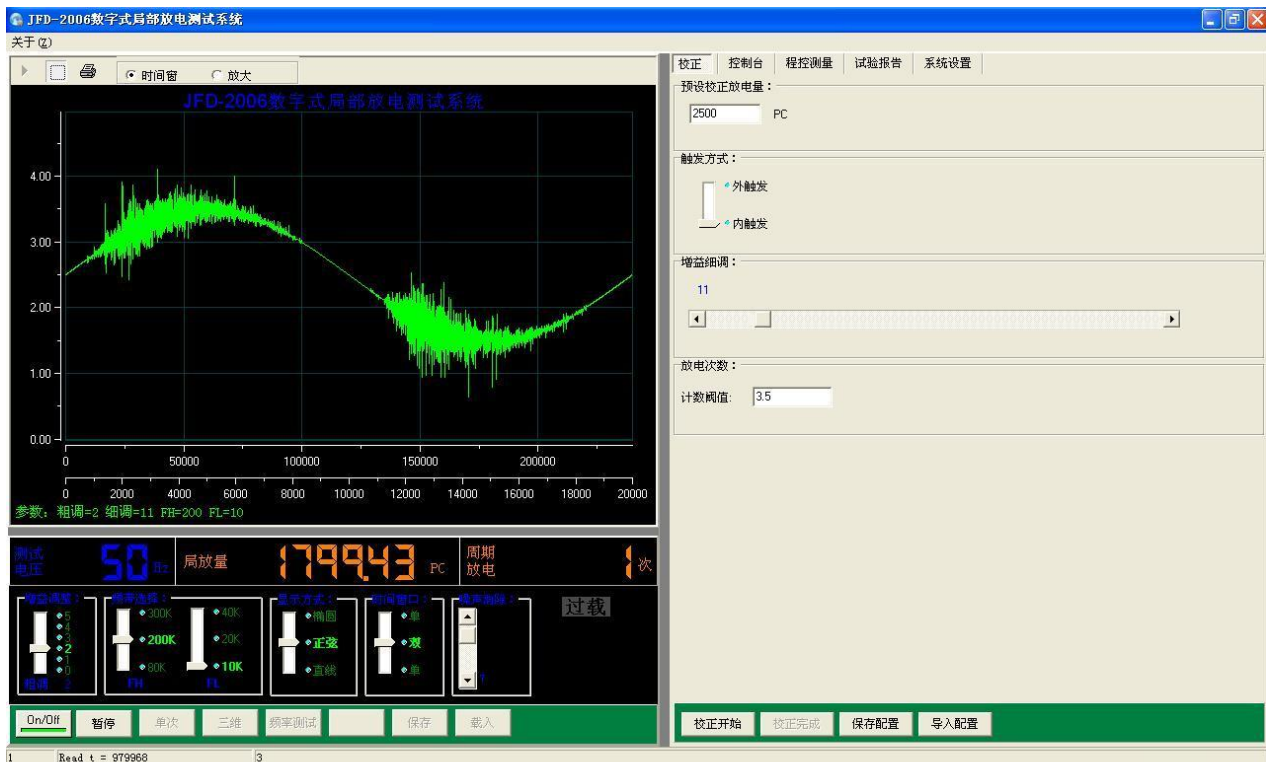 JFD-2006数字式局部放电测试系统
关于(Z)
时间窗 放大
JFD-2006数字式局部放电测试系统
4.00
3.00
2.00
1.00
0.00
0 50000 100000 150000 200000
0 2000 4000 6000 8000 10000 12000 14000 16000 18000 20000
参数: 粗调=2 细调=11 FH=200 FL=10
测试电压 50 Hz 局放量 1799.43 PC 周期放电 1 次
增益调整: 频带选择: 显示方式: 时间窗口: 噪声消除:
过载
5 300K 40K 椭圆 单
4
3 200K 20K 正弦 双
2
1
0 80K 10K 直线 单
粗调 2 FH FL
On/Off 暂停 单次 三维 频率测试 保存 载入
校正 控制台 程控测量 试验报告 系统设置
预设校正放电量:
2500 PC
触发方式:
外触发
内触发
增益细调:
11
放电次数:
计数阈值: 3.5
校正开始 校正完成 保存配置 导入配置
1 Read t = 979968 3